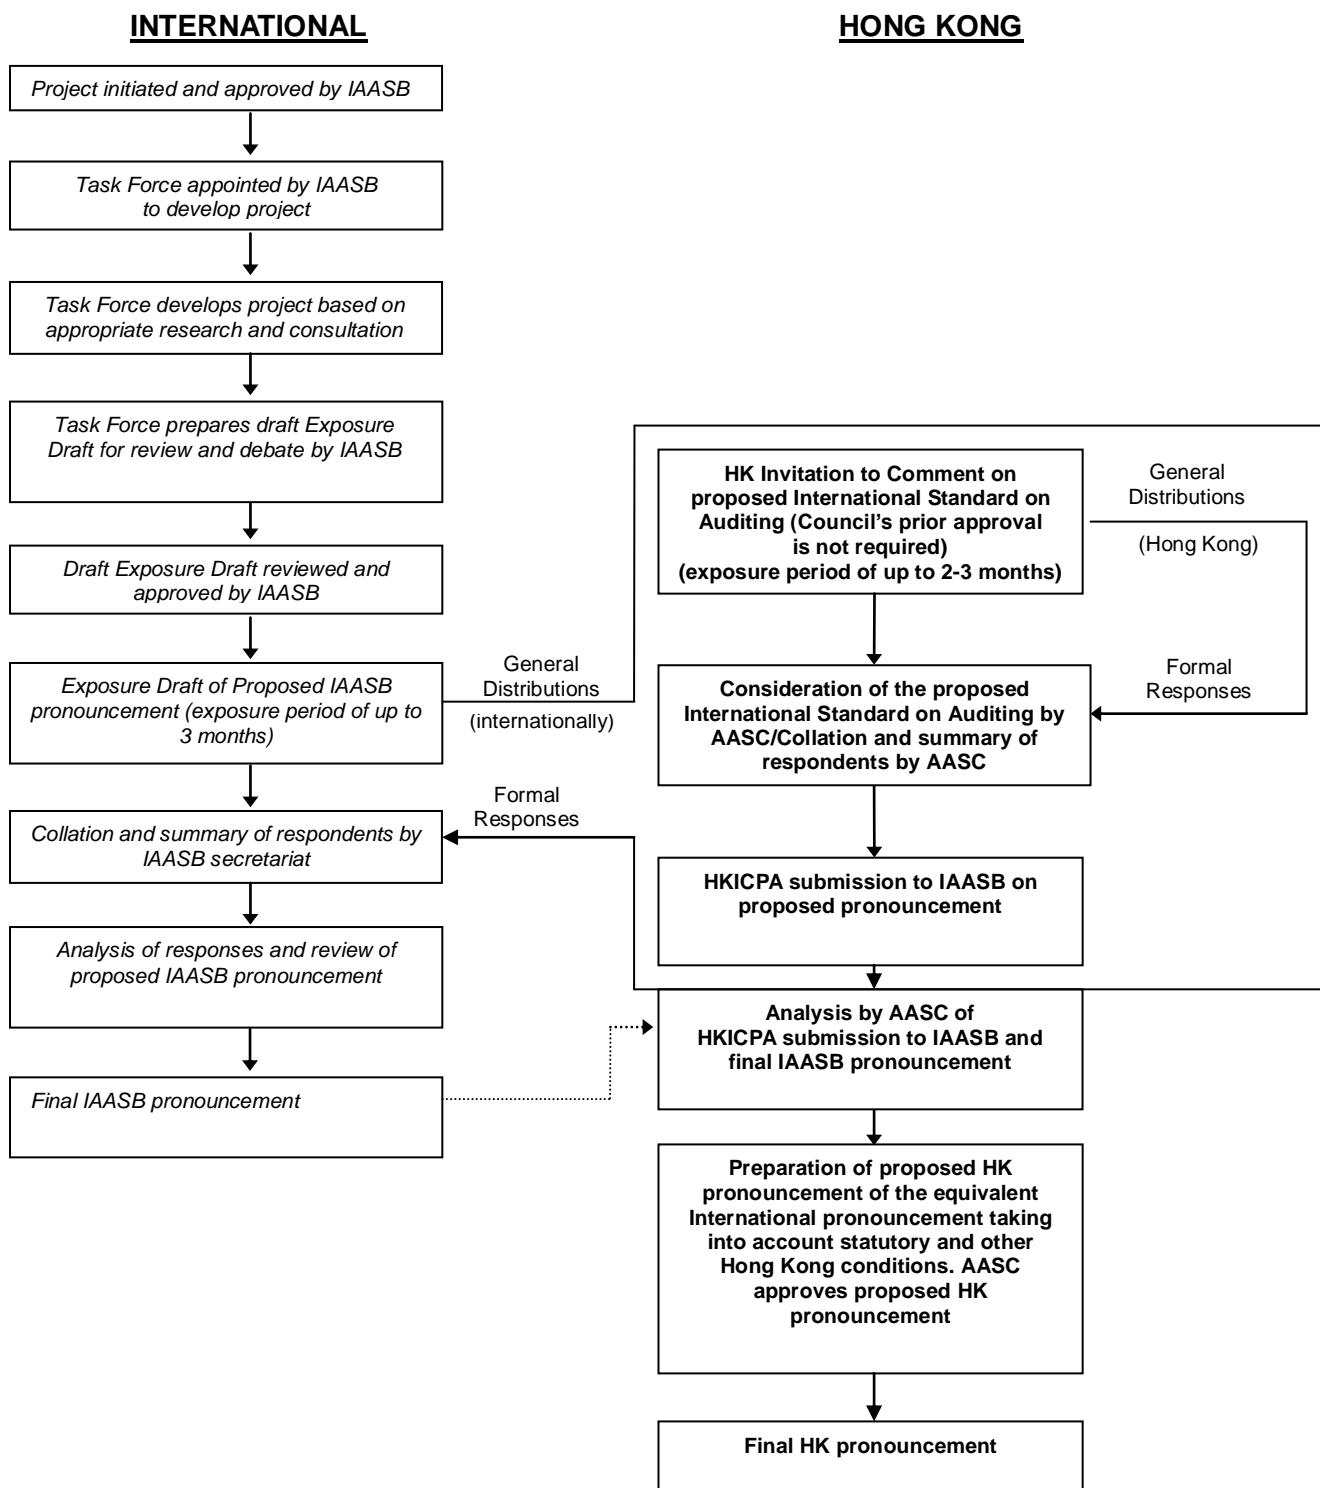 INTERNATIONAL
Project initiated and approved by IAASB
Task Force appointed by IAASB
to develop project
Task Force develops project based on
appropriate research and consultation
Task Force prepares draft Exposure
Draft for review and debate by IAASB
Draft Exposure Draft reviewed and
approved by IAASB
Exposure Draft of Proposed IAASB
pronouncement (exposure period of up to
3 months)
General
Distributions
(internationally)
Formal
Responses
Collation and summary of respondents by
IAASB secretariat
Analysis of responses and review of
proposed IAASB pronouncement
Final IAASB pronouncement
HONG KONG
HK Invitation to Comment on
proposed International Standard on
Auditing (Council’s prior approval
is not required)
(exposure period of up to 2-3 months)
General
Distributions
(Hong Kong)
Formal
Responses
Consideration of the proposed
International Standard on Auditing by
AASC/Collation and summary of
respondents by AASC
HKICPA submission to IAASB on
proposed pronouncement
Analysis by AASC of
HKICPA submission to IAASB and
final IAASB pronouncement
Preparation of proposed HK
pronouncement of the equivalent
International pronouncement taking
into account statutory and other
Hong Kong conditions. AASC
approves proposed HK
pronouncement
Final HK pronouncement